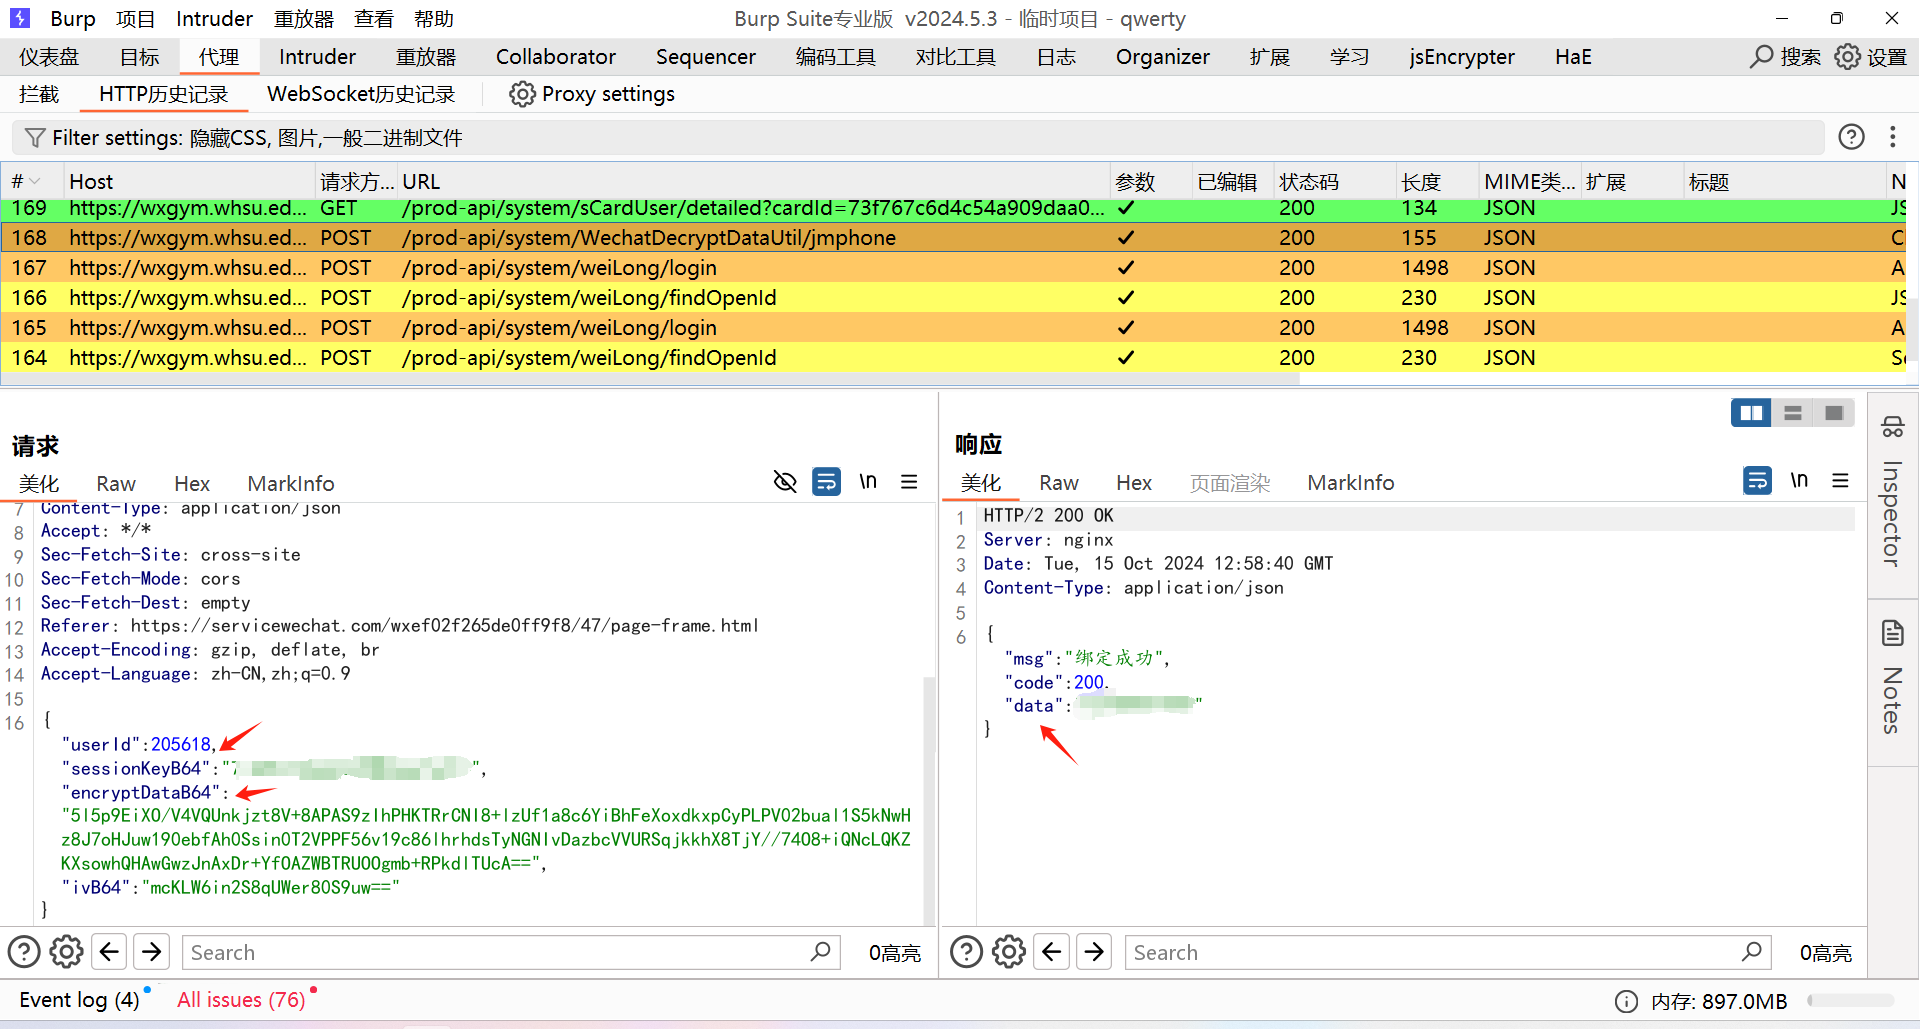 Burp 项目 Intruder 重放器 查看 帮助 Burp Suite专业版 v2024.5.3 - 临时项目 - qwerty
仪表盘 目标 代理 Intruder 重放器 Collaborator Sequencer 编码工具 对比工具 日志 Organizer 扩展 学习 jsEncrypter HaE 搜索 设置
拦截 HTTP历史记录 WebSocket历史记录 Proxy settings
Filter settings: 隐藏CSS, 图片,一般二进制文件
# Host 请求方... URL 参数 已编辑 状态码 长度 MIME类... 扩展 标题 N
169 https://wxgym.whsu.ed... GET /prod-api/system/sCardUser/detailed?cardId=73f767c6d4c54a909daa0... ✓ 200 134 JSON JS
168 https://wxgym.whsu.ed... POST /prod-api/system/WechatDecryptDataUtil/jmphone ✓ 200 155 JSON C
167 https://wxgym.whsu.ed... POST /prod-api/system/weiLong/login ✓ 200 1498 JSON A
166 https://wxgym.whsu.ed... POST /prod-api/system/weiLong/findOpenId ✓ 200 230 JSON JS
165 https://wxgym.whsu.ed... POST /prod-api/system/weiLong/login ✓ 200 1498 JSON A
164 https://wxgym.whsu.ed... POST /prod-api/system/weiLong/findOpenId ✓ 200 230 JSON Se
请求
美化 Raw Hex MarkInfo \n
7 Content-Type: application/json
8 Accept: */*
9 Sec-Fetch-Site: cross-site
10 Sec-Fetch-Mode: cors
11 Sec-Fetch-Dest: empty
12 Referer: https://servicewechat.com/wxef02f265de0ff9f8/47/page-frame.html
13 Accept-Encoding: gzip, deflate, br
14 Accept-Language: zh-CN,zh;q=0.9
15
16 {
"userId":205618,
"sessionKeyB64":"7 ",
"encryptDataB64":
"5l5p9EiXO/V4VQUnkjzt8V+8APAS9zlhPHKTRrCNl8+lzUf1a8c6YiBhFeXoxdkxpCyPLPV02bual1S5kNwH
z8J7oHJuw190ebfAhOSsin0T2VPPF56v19c86lhrhdsTyNGNlvDazbcVVURSqjkkhX8TjY//7408+iQNcLQKZ
KXsowhQHAwGwzJnAxDr+YfOAZWBTRUOOgmb+RPkdlTUcA==",
"ivB64":"mcKLW6in2S8qUWer80S9uw=="
}
Search 0高亮
响应
美化 Raw Hex 页面渲染 MarkInfo \n
1 HTTP/2 200 OK
2 Server: nginx
3 Date: Tue, 15 Oct 2024 12:58:40 GMT
4 Content-Type: application/json
5
6 {
"msg":"绑定成功",
"code":200,
"data": "
}
Search 0高亮
Inspector
Notes
Event log (4) All issues (76) 内存: 897.0MB